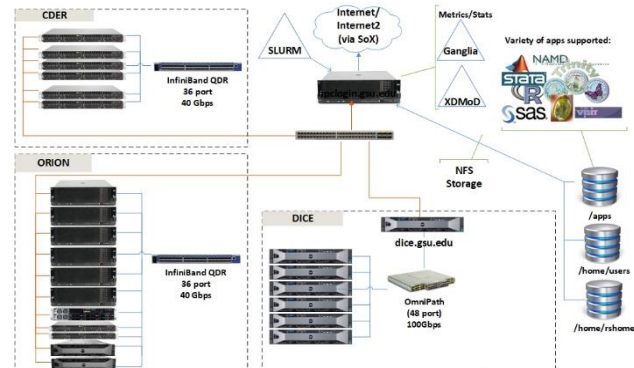 CDER
InfiniBand QDR
36 port
40 Gbps
SLURM
Internet/
Internet2
(via SoX)
Metrics/Stats
Ganglia
XDMoD
Variety of apps supported:
NAMD
Trinity
STATA
R
sas
NFS
Storage
/apps
/home/users
/home/rshome
ORION
InfiniBand QDR
36 port
40 Gbps
DICE
dice.gsu.edu
OmniPath
(48 port)
100Gbps